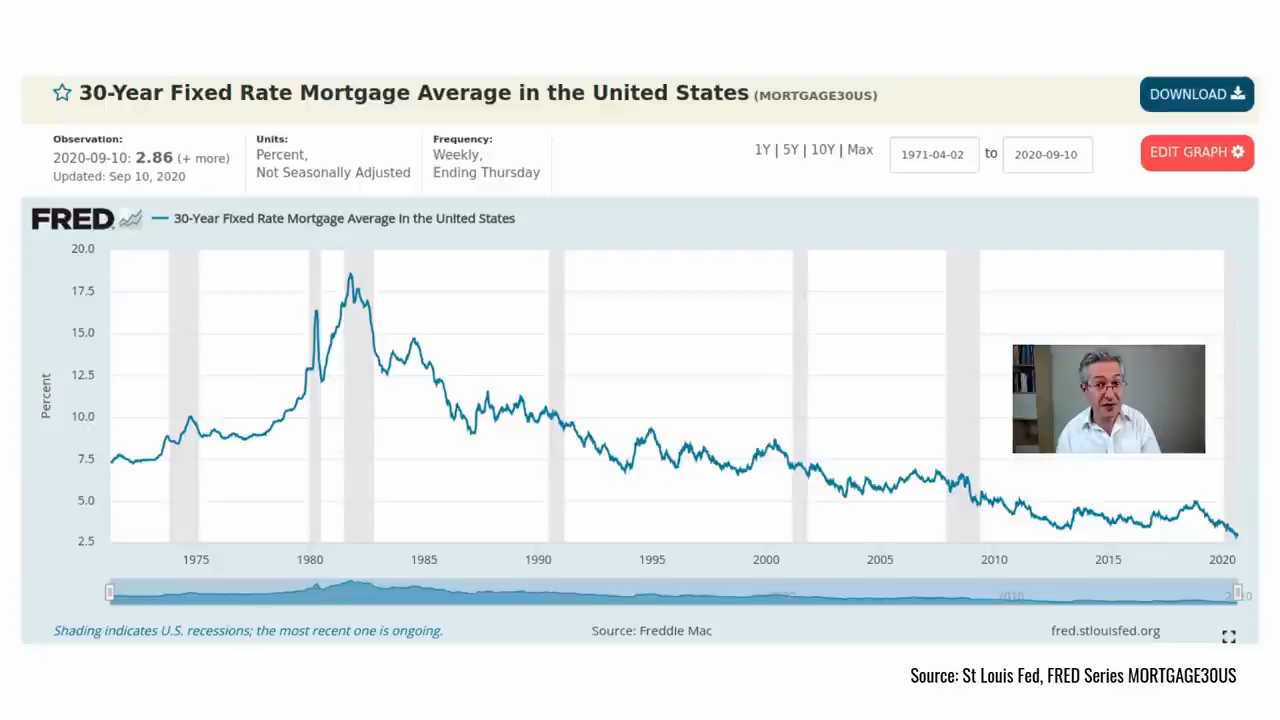 30-Year Fixed Rate Mortgage Average in the United States (MORTGAGE30US)
DOWNLOAD
Observation:
2020-09-10: 2.86 (+ more)
Updated: Sep 10, 2020
Units:
Percent,
Not Seasonally Adjusted
Frequency:
Weekly,
Ending Thursday
1Y | 5Y | 10Y | Max
1971-04-02 to 2020-09-10
EDIT GRAPH
FRED
30-Year Fixed Rate Mortgage Average in the United States
20.0
17.5
15.0
12.5
10.0
7.5
5.0
2.5
Percent
1975 1980 1985 1990 1995 2000 2005 2010 2015 2020
2000 2010
Shading indicates U.S. recessions; the most recent one is ongoing.
Source: Freddie Mac
fred.stlouisfed.org
Source: St Louis Fed, FRED Series MORTGAGE30US